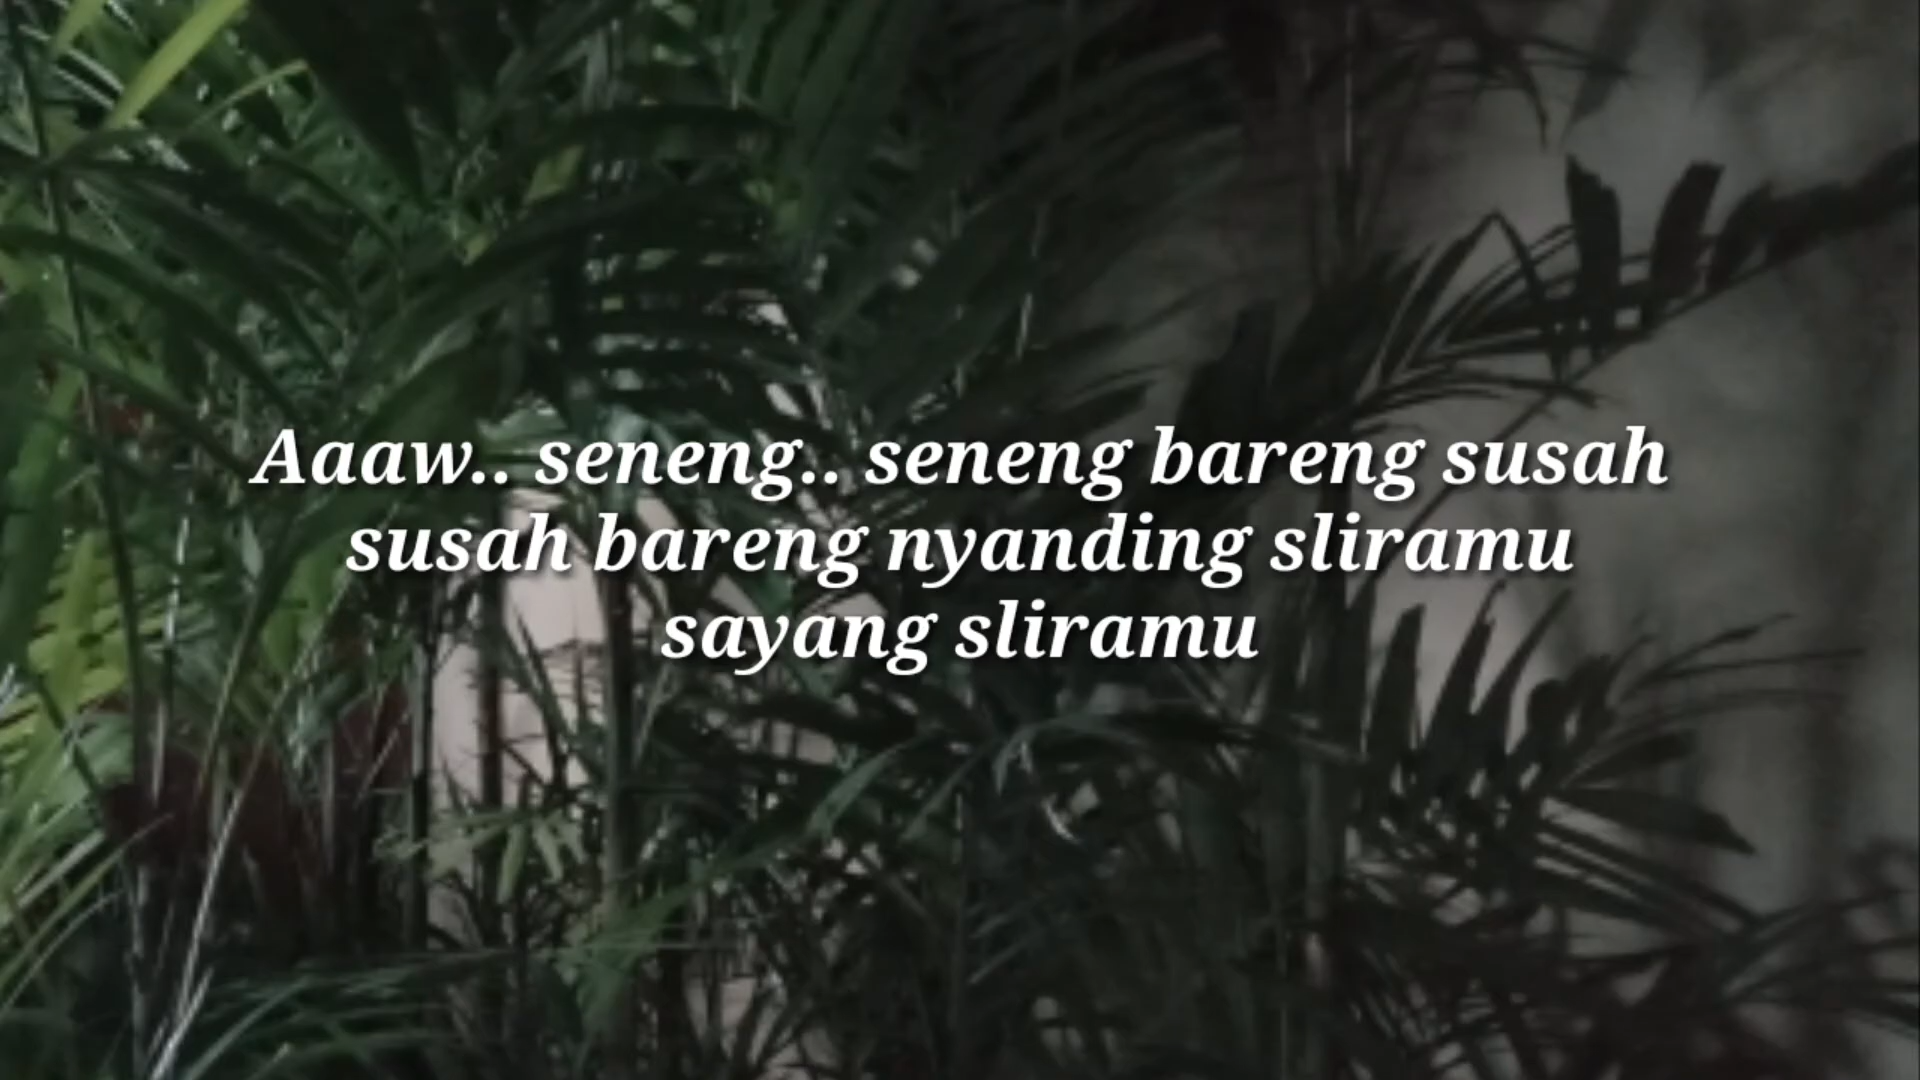 Aaaw.. seneng.. seneng bareng susah
susah bareng nyanding sliramu
sayang sliramu